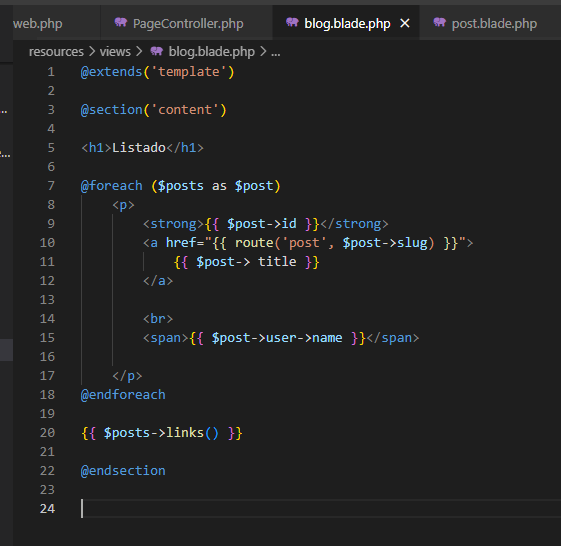 web.php PageController.php blog.blade.php × post.blade.php
resources > views > blog.blade.php > ...
1 @extends('template')
2
3 @section('content')
4
5 <h1>Listado</h1>
6
7 @foreach ($posts as $post)
8 <p>
9 <strong>{{ $post->id }}</strong>
10 <a href="{{ route('post', $post->slug) }}">
11 {{ $post-> title }}
12 </a>
13
14 <br>
15 <span>{{ $post->user->name }}</span>
16
17 </p>
18 @endforeach
19
20 {{ $posts->links() }}
21
22 @endsection
23
24